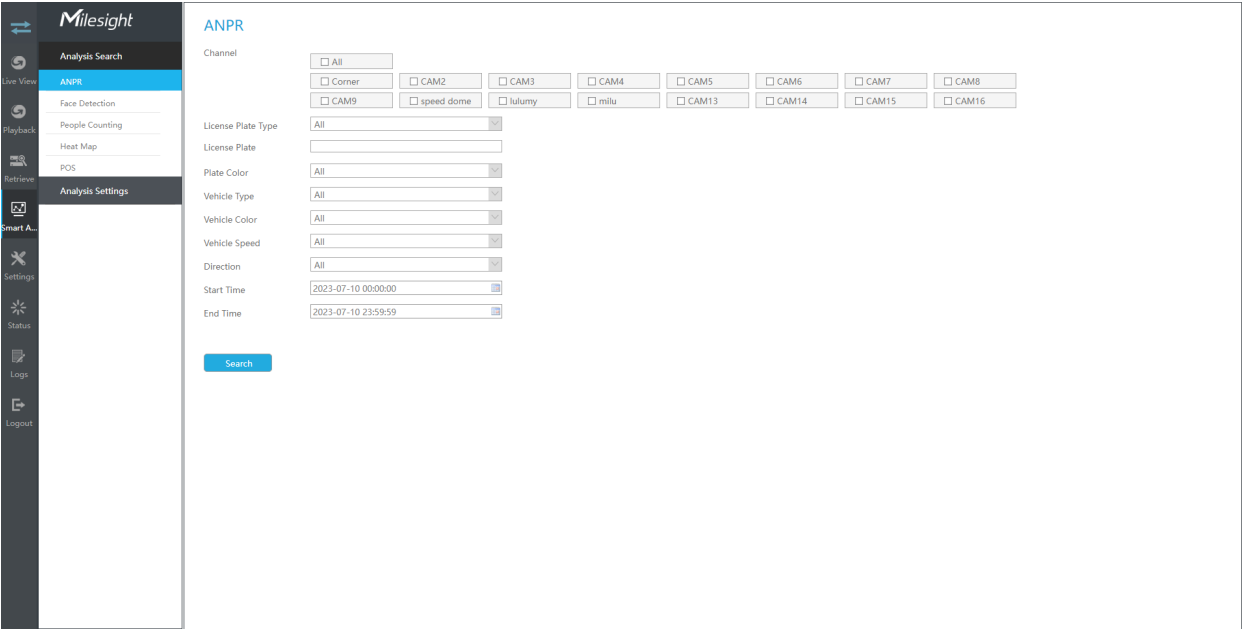 Milesight
Live View
Playback
Retrieve
Smart A...
Settings
Status
Logs
Logout
Analysis Search
ANPR
Face Detection
People Counting
Heat Map
POS
Analysis Settings
ANPR
Channel
All
Corner CAM2 CAM3 CAM4 CAM5 CAM6 CAM7 CAM8
CAM9 speed dome lulumy milu CAM13 CAM14 CAM15 CAM16
License Plate Type All
License Plate
Plate Color All
Vehicle Type All
Vehicle Color All
Vehicle Speed All
Direction All
Start Time 2023-07-10 00:00:00
End Time 2023-07-10 23:59:59
Search